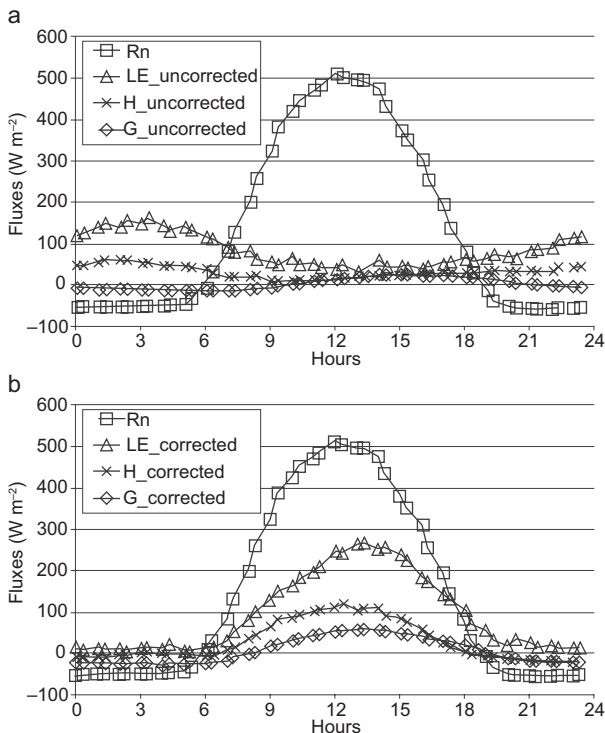 a
600
500
400
300
200
100
0
–100
Fluxes (W m–2)
Rn
LE_uncorrected
H_uncorrected
G_uncorrected
0 3 6 9 12 15 18 21 24
Hours
b
600
500
400
300
200
100
0
–100
Fluxes (W m–2)
Rn
LE_corrected
H_corrected
G_corrected
0 3 6 9 12 15 18 21 24
Hours